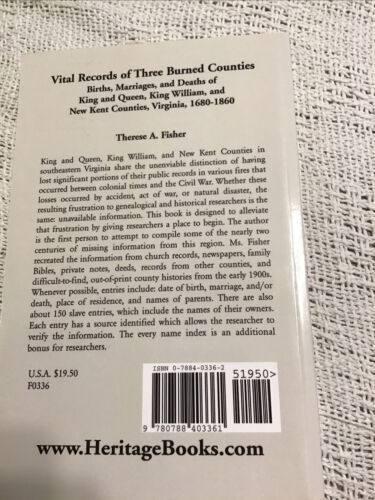 Vital Records of Three Burned Counties
Births, Marriages, and Deaths of
King and Queen, King William, and
New Kent Counties, Virginia, 1680-1860
Therese A. Fisher
King and Queen, King William, and New Kent Counties in
southeastern Virginia share the unenviable distinction of having
lost significant portions of their public records in various fires that
occurred between colonial times and the Civil War. Whether these
losses occurred by accident, act of war, or natural disaster, the
resulting frustration to genealogical and historical researchers is the
same: unavailable information. This book is designed to alleviate
that frustration by giving researchers a place to begin. The author
is the first person to attempt to compile some of the nearly two
centuries of missing information from this region. Ms. Fisher
recreated the information from church records, newspapers, family
Bibles, private notes, deeds, records from other counties, and
difficult-to-find, out-of-print county histories from the early 1900s.
Whenever possible, entries include: date of birth, marriage, and/or
death, place of residence, and names of parents. There are also
about 150 slave entries, which include the names of their owners.
Each entry has a source identified which allows the researcher to
verify the information. The every name index is an additional
bonus for researchers.
U.S.A. $19.50
F0336
ISBN 0-7884-0336-2
51950>
9 780788 403361
www.HeritageBooks.com